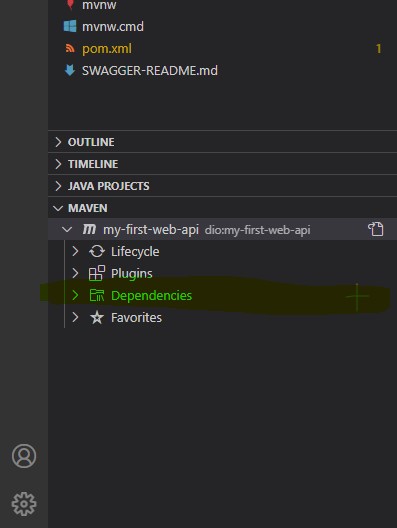 mvnw
mvnw.cmd
pom.xml 1
SWAGGER-README.md
OUTLINE
TIMELINE
JAVA PROJECTS
MAVEN
my-first-web-api dio:my-first-web-api
Lifecycle
Plugins
Dependencies
Favorites